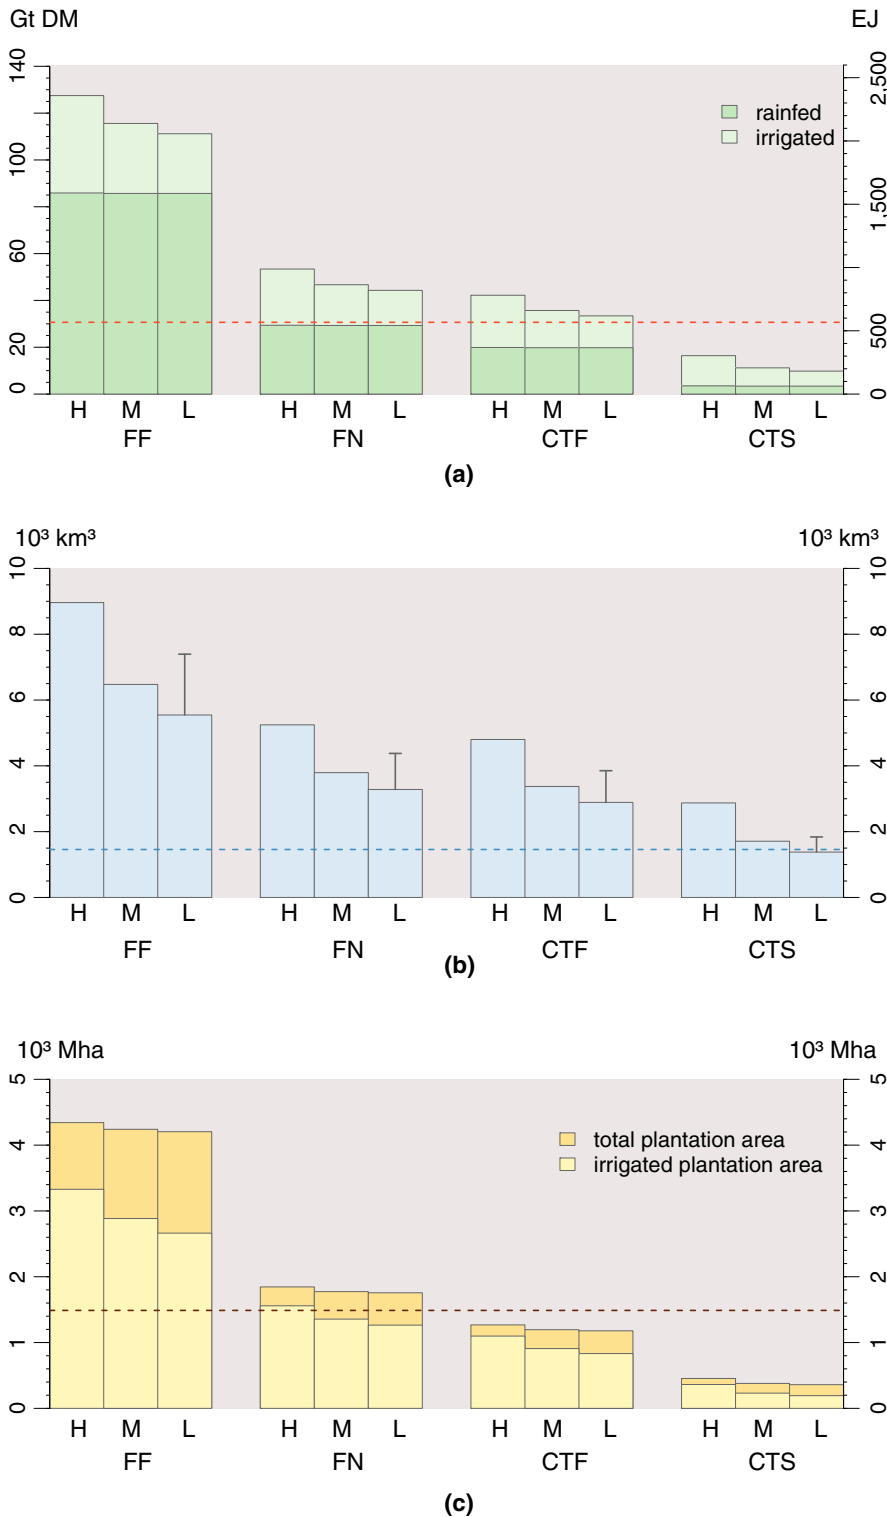 Gt DM EJ
140
100
60
20
0
2,500
1,500
500
0
rainfed
irrigated
H M L H M L H M L H M L
FF FN CTF CTS
(a)
10³ km³ 10³ km³
10 10
8 8
6 6
4 4
2 2
0 0
H M L H M L H M L H M L
FF FN CTF CTS
(b)
10³ Mha 10³ Mha
5 5
4 4
3 3
2 2
1 1
0 0
total plantation area
irrigated plantation area
H M L H M L H M L H M L
FF FN CTF CTS
(c)